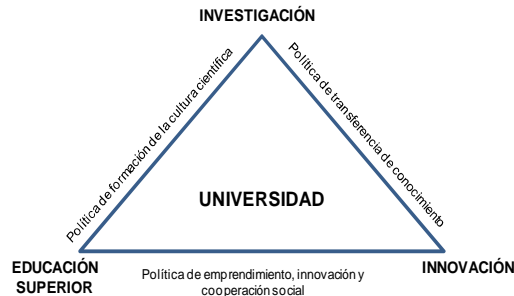 INVESTIGACIÓN
Política de formación de la cultura científica
Política de transferencia de conocimiento
UNIVERSIDAD
EDUCACIÓN
SUPERIOR
Política de emprendimiento, innovación y
cooperación social
INNOVACIÓN